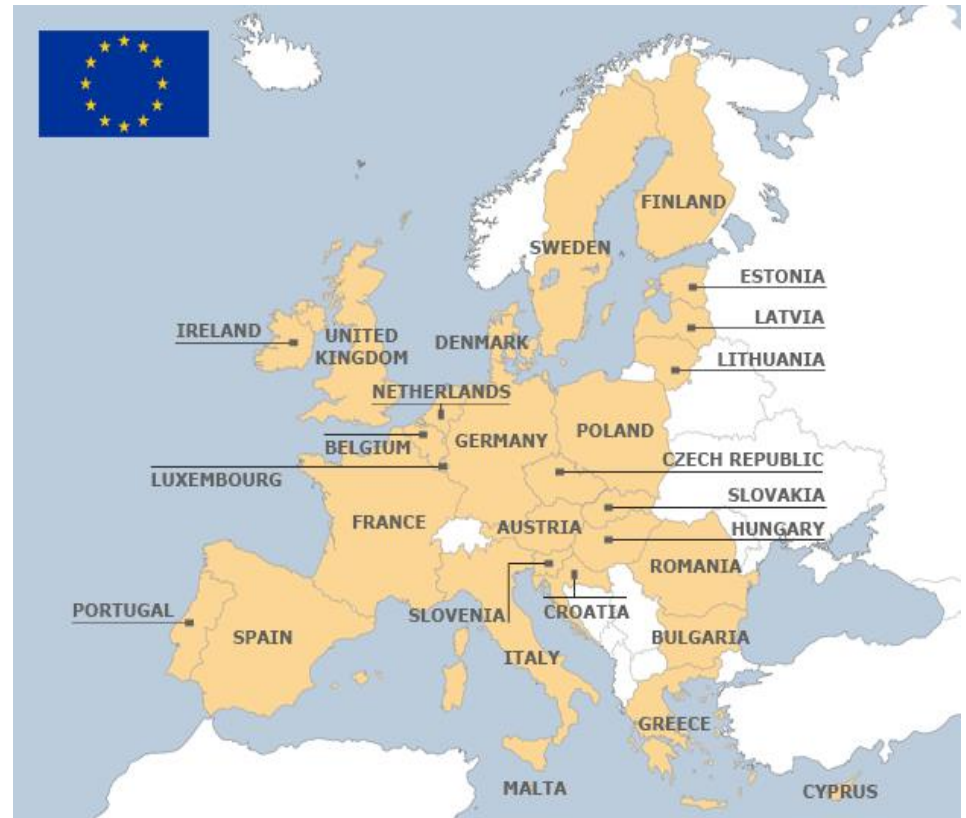 FINLAND
SWEDEN
ESTONIA
LATVIA
LITHUANIA
IRELAND
UNITED
KINGDOM
DENMARK
NETHERLANDS
BELGIUM
GERMANY
POLAND
LUXEMBOURG
CZECH REPUBLIC
SLOVAKIA
FRANCE
AUSTRIA
HUNGARY
ROMANIA
PORTUGAL
SPAIN
SLOVENIA
CROATIA
BULGARIA
ITALY
GREECE
MALTA
CYPRUS